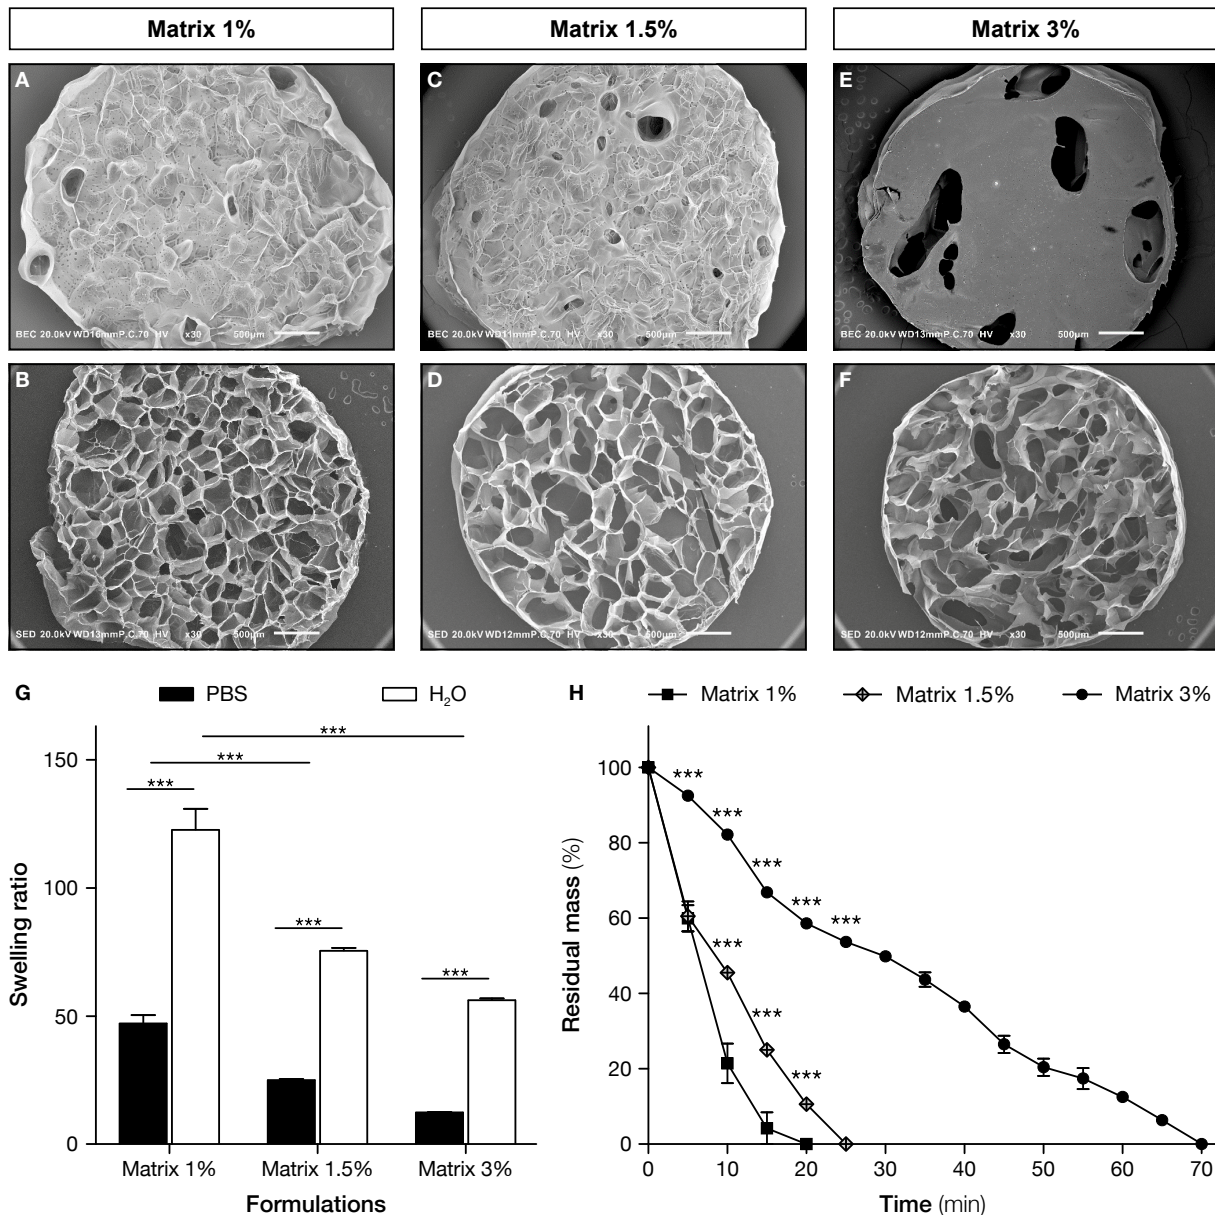 Matrix 1%
Matrix 1.5%
Matrix 3%
A
BEC 20.0kV WD16mmP.C.70 HV x30 500µm
C
BEC 20.0kV WD11mmP.C.70 HV x30 500µm
E
BEC 20.0kV WD13mmP.C.70 HV x30 500µm
B
SED 20.0kV WD13mmP.C.70 HV x30 500µm
D
SED 20.0kV WD12mmP.C.70 HV x30 500µm
F
SED 20.0kV WD12mmP.C.70 HV x30 500µm
G
PBS
H₂O
***
***
***
***
***
150
100
50
0
Swelling ratio
Matrix 1%
Matrix 1.5%
Matrix 3%
Formulations
H
Matrix 1%
Matrix 1.5%
Matrix 3%
***
***
***
***
***
***
***
***
100
80
60
40
20
0
Residual mass (%)
0 10 20 30 40 50 60 70
Time (min)